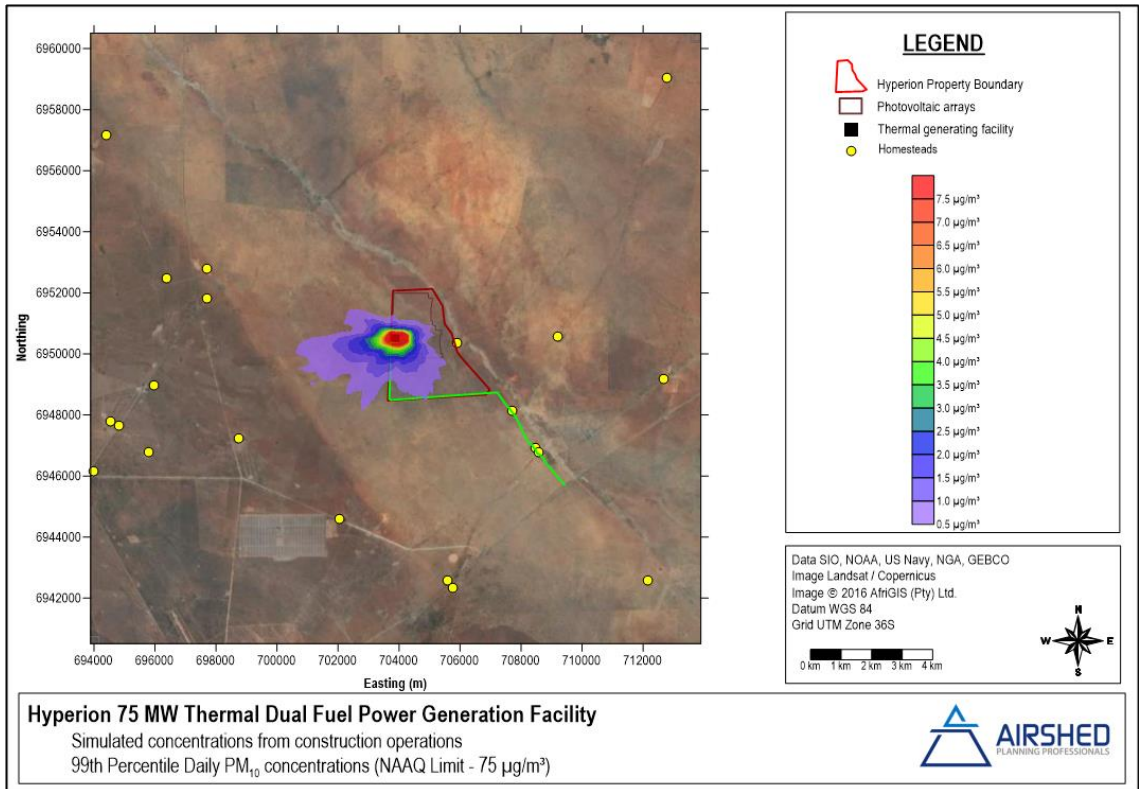 LEGEND
Hyperion Property Boundary
Photovoltaic arrays
Thermal generating facility
Homesteads
7.5 µg/m³
7.0 µg/m³
6.5 µg/m³
6.0 µg/m³
5.5 µg/m³
5.0 µg/m³
4.5 µg/m³
4.0 µg/m³
3.5 µg/m³
3.0 µg/m³
2.5 µg/m³
2.0 µg/m³
1.5 µg/m³
1.0 µg/m³
0.5 µg/m³
6960000
6958000
6956000
6954000
6952000
6950000
6948000
6946000
6944000
6942000
Northing
694000 696000 698000 700000 702000 704000 706000 708000 710000 712000
Easting (m)
Data SIO, NOAA, US Navy, NGA, GEBCO
Image Landsat / Copernicus
Image © 2016 AfriGIS (Pty) Ltd.
Datum WGS 84
Grid UTM Zone 36S
0 km 1 km 2 km 3 km 4 km
N
W E
S
Hyperion 75 MW Thermal Dual Fuel Power Generation Facility
Simulated concentrations from construction operations
99th Percentile Daily PM₁₀ concentrations (NAAQ Limit - 75 µg/m³)
AIRSHED
PLANNING PROFESSIONALS